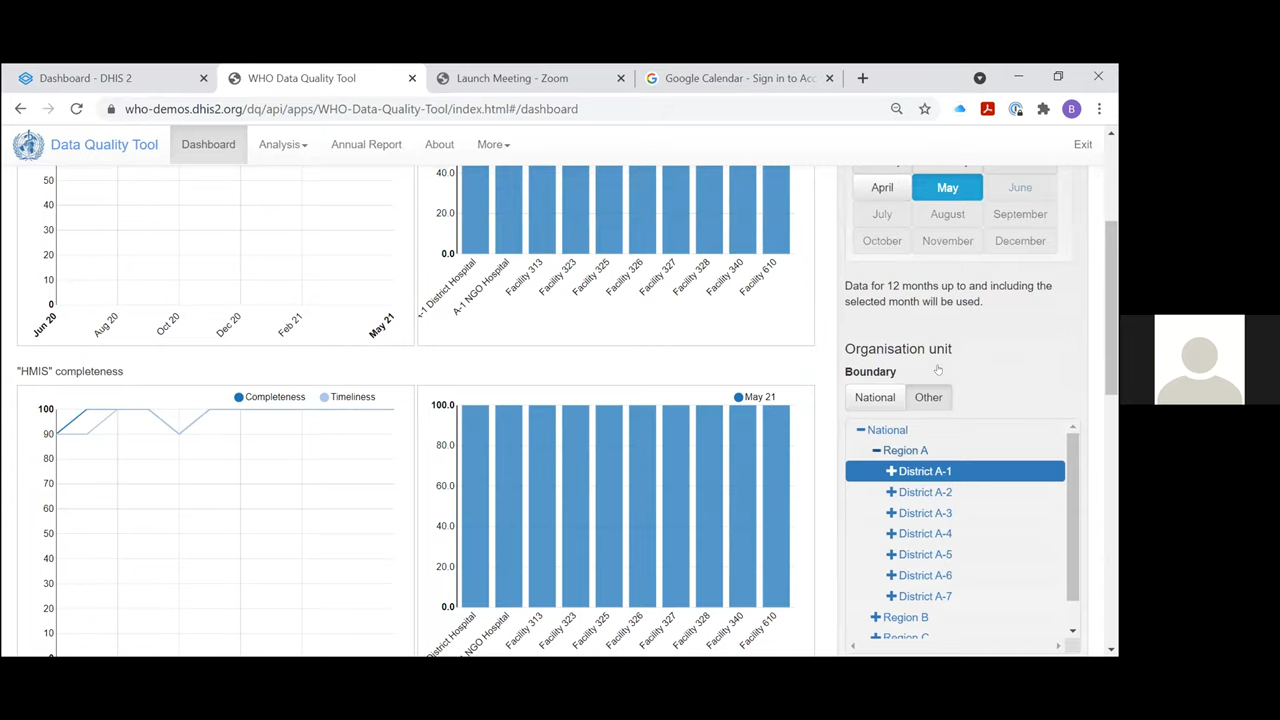 Dashboard - DHIS 2
WHO Data Quality Tool
Launch Meeting - Zoom
Google Calendar - Sign in to Acc
who-demos.dhis2.org/dq/api/apps/WHO-Data-Quality-Tool/index.html#/dashboard
B
Data Quality Tool
Dashboard
Analysis
Annual Report
About
More
Exit
50
40
30
20
10
0
Jun 20
Aug 20
Oct 20
Dec 20
Feb 21
May 21
40.0
20.0
0.0
A-1 District Hospital
A-1 NGO Hospital
Facility 313
Facility 323
Facility 325
Facility 326
Facility 327
Facility 328
Facility 340
Facility 610
"HMIS" completeness
Completeness
Timeliness
100
90
80
70
60
50
40
30
20
10
May 21
100.0
80.0
60.0
40.0
20.0
0.0
District Hospital
NGO Hospital
Facility 313
Facility 323
Facility 325
Facility 326
Facility 327
Facility 328
Facility 340
Facility 610
April May June
July August September
October November December
Data for 12 months up to and including the
selected month will be used.
Organisation unit
Boundary
National Other
National
Region A
District A-1
District A-2
District A-3
District A-4
District A-5
District A-6
District A-7
Region B
Region C